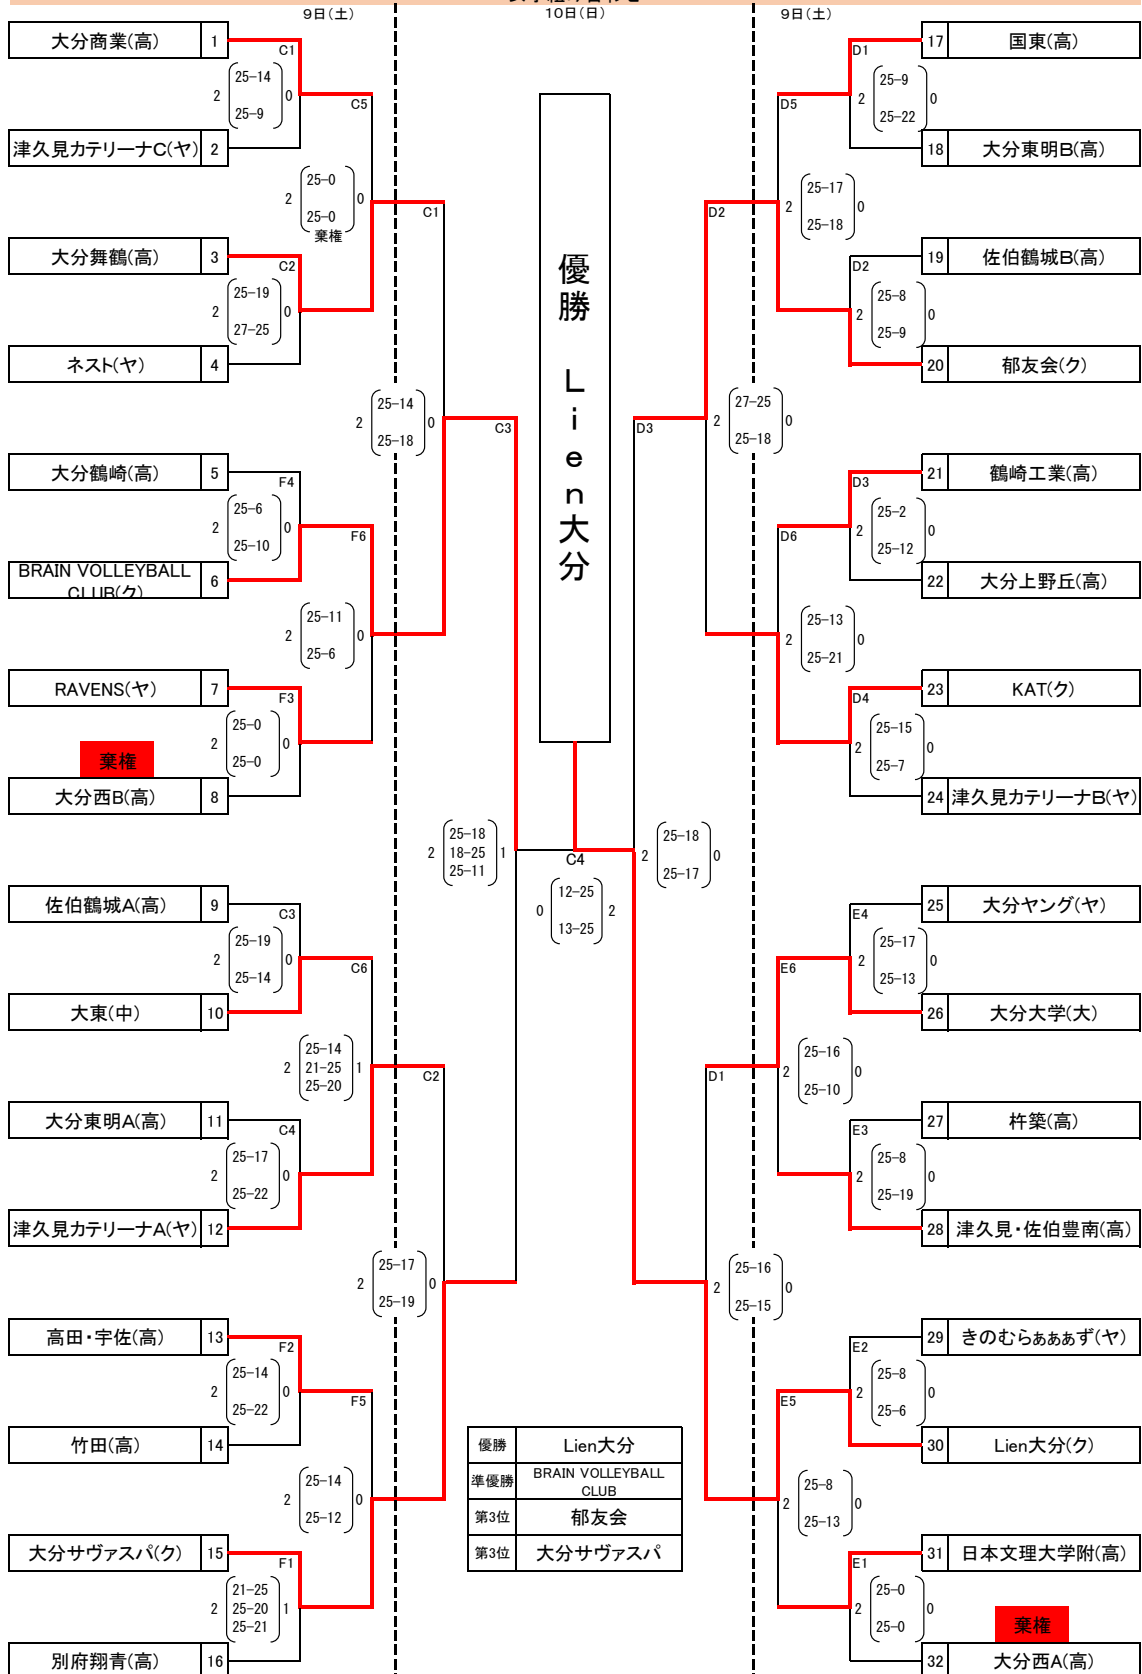 9日(土)
10日(日)
9日(土)
大分商業(高) 1
C1
25-14
2 0
25-9
C5
津久見カテリーナC(ヤ) 2
25-0
2 0
25-0
棄権
C1
大分舞鶴(高) 3
C2
25-19
2 0
27-25
ネスト(ヤ) 4
25-14
2 0
25-18
C3
大分鶴崎(高) 5
F4
25-6
2 0
25-10
F6
BRAIN VOLLEYBALL
CLUB(ク) 6
25-11
2 0
25-6
RAVENS(ヤ) 7
F3
25-0
2 0
25-0
棄権
大分西B(高) 8
25-18
2 18-25 1
25-11
佐伯鶴城A(高) 9
C3
25-19
2 0
25-14
C6
大東(中) 10
25-14
2 21-25 1
25-20
C2
大分東明A(高) 11
C4
25-17
2 0
25-22
津久見カテリーナA(ヤ) 12
25-17
2 0
25-19
高田・宇佐(高) 13
F2
25-14
2 0
25-22
F5
竹田(高) 14
25-14
2 0
25-12
大分サヴァスパ(ク) 15
F1
21-25
2 25-20 1
25-21
別府翔青(高) 16
優勝 Lien大分
C4
12-25
0 2
13-25
優勝 Lien大分
準優勝 BRAIN VOLLEYBALL
CLUB
第3位 郁友会
第3位 大分サヴァスパ
17 国東(高)
D1
25-9
2 0
25-22
D5
18 大分東明B(高)
25-17
2 0
25-18
D2
19 佐伯鶴城B(高)
D2
25-8
2 0
25-9
20 郁友会(ク)
27-25
2 0
25-18
D3
21 鶴崎工業(高)
D3
25-2
2 0
25-12
D6
22 大分上野丘(高)
25-13
2 0
25-21
23 KAT(ク)
D4
25-15
2 0
25-7
24 津久見カテリーナB(ヤ)
25-18
2 0
25-17
25 大分ヤング(ヤ)
E4
25-17
2 0
25-13
E6
26 大分大学(大)
25-16
2 0
25-10
D1
27 杵築(高)
E3
25-8
2 0
25-19
28 津久見・佐伯豊南(高)
25-16
2 0
25-15
29 きのむらぁぁぁず(ヤ)
E2
25-8
2 0
25-6
E5
30 Lien大分(ク)
25-8
2 0
25-13
31 日本文理大学附(高)
E1
25-0
2 0
25-0
棄権
32 大分西A(高)